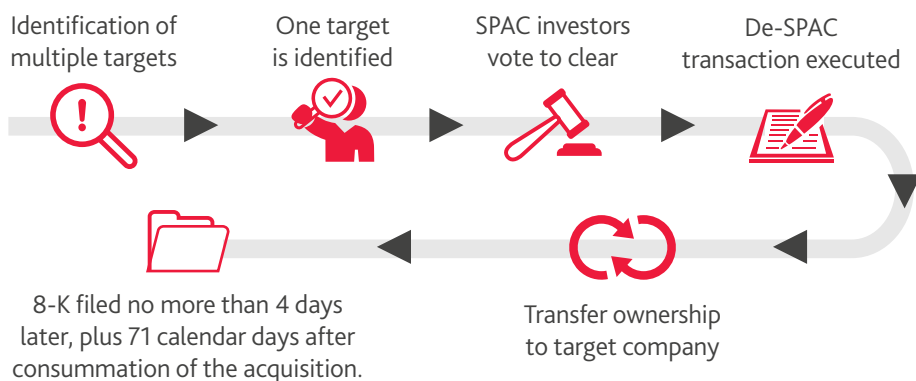 Identification of
multiple targets
One target
is identified
SPAC investors
vote to clear
De-SPAC
transaction executed
Transfer ownership
to target company
8-K filed no more than 4 days
later, plus 71 calendar days after
consummation of the acquisition.